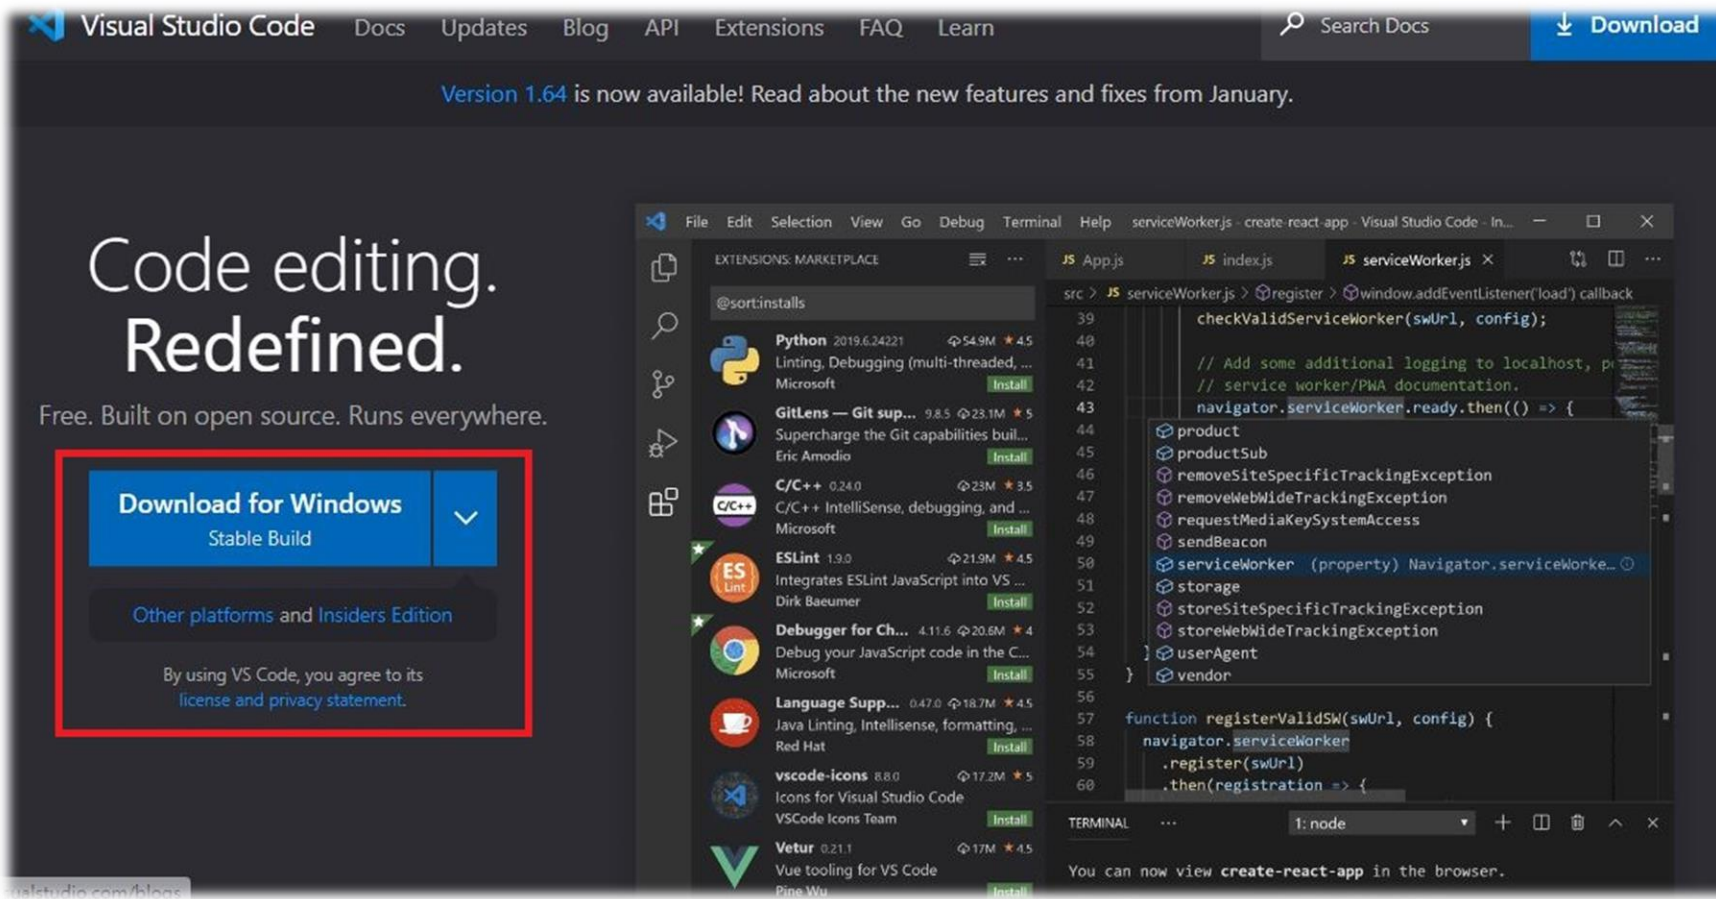 Visual Studio Code Docs Updates Blog API Extensions FAQ Learn Search Docs Download
Version 1.64 is now available! Read about the new features and fixes from January.
Code editing.
Redefined.
Free. Built on open source. Runs everywhere.
Download for Windows
Stable Build
Other platforms and Insiders Edition
By using VS Code, you agree to its
license and privacy statement.
File Edit Selection View Go Debug Terminal Help serviceWorker.js - create-react-app - Visual Studio Code - In...
EXTENSIONS: MARKETPLACE ...
@sort:installs
Python 2019.6.24221 54.9M ★ 4.5
Linting, Debugging (multi-threaded, ...
Microsoft Install
GitLens — Git sup... 9.8.5 23.1M ★ 5
Supercharge the Git capabilities buil...
Eric Amodio Install
C/C++ 0.24.0 23M ★ 3.5
C/C++ IntelliSense, debugging, and ...
Microsoft Install
ESLint 1.9.0 21.9M ★ 4.5
Integrates ESLint JavaScript into VS ...
Dirk Baeumer Install
Debugger for Ch... 4.11.6 20.6M ★ 4
Debug your JavaScript code in the C...
Microsoft Install
Language Supp... 0.47.0 18.7M ★ 4.5
Java Linting, Intellisense, formatting, ...
Red Hat Install
vscode-icons 8.8.0 17.2M ★ 5
Icons for Visual Studio Code
VSCode Icons Team Install
Vetur 0.21.1 17M ★ 4.5
Vue tooling for VS Code
Pine Wu Install
C/C++
ES
Lint
JS App.js JS index.js JS serviceWorker.js ×
src > JS serviceWorker.js > register > window.addEventListener('load') callback
39 checkValidServiceWorker(swUrl, config);
40
41 // Add some additional logging to localhost, p
42 // service worker/PWA documentation.
43 navigator.serviceWorker.ready.then(() => {
44 product
45 productSub
46 removeSiteSpecificTrackingException
47 removeWebWideTrackingException
48 requestMediaKeySystemAccess
49 sendBeacon
50 serviceWorker (property) Navigator.serviceWorke...
51 storage
52 storeSiteSpecificTrackingException
53 storeWebWideTrackingException
54 } userAgent
55 } vendor
56
57 function registerValidSW(swUrl, config) {
58 navigator.serviceWorker
59 .register(swUrl)
60 .then(registration => {
TERMINAL ... 1: node
You can now view create-react-app in the browser.
ualstudio.com/blogs